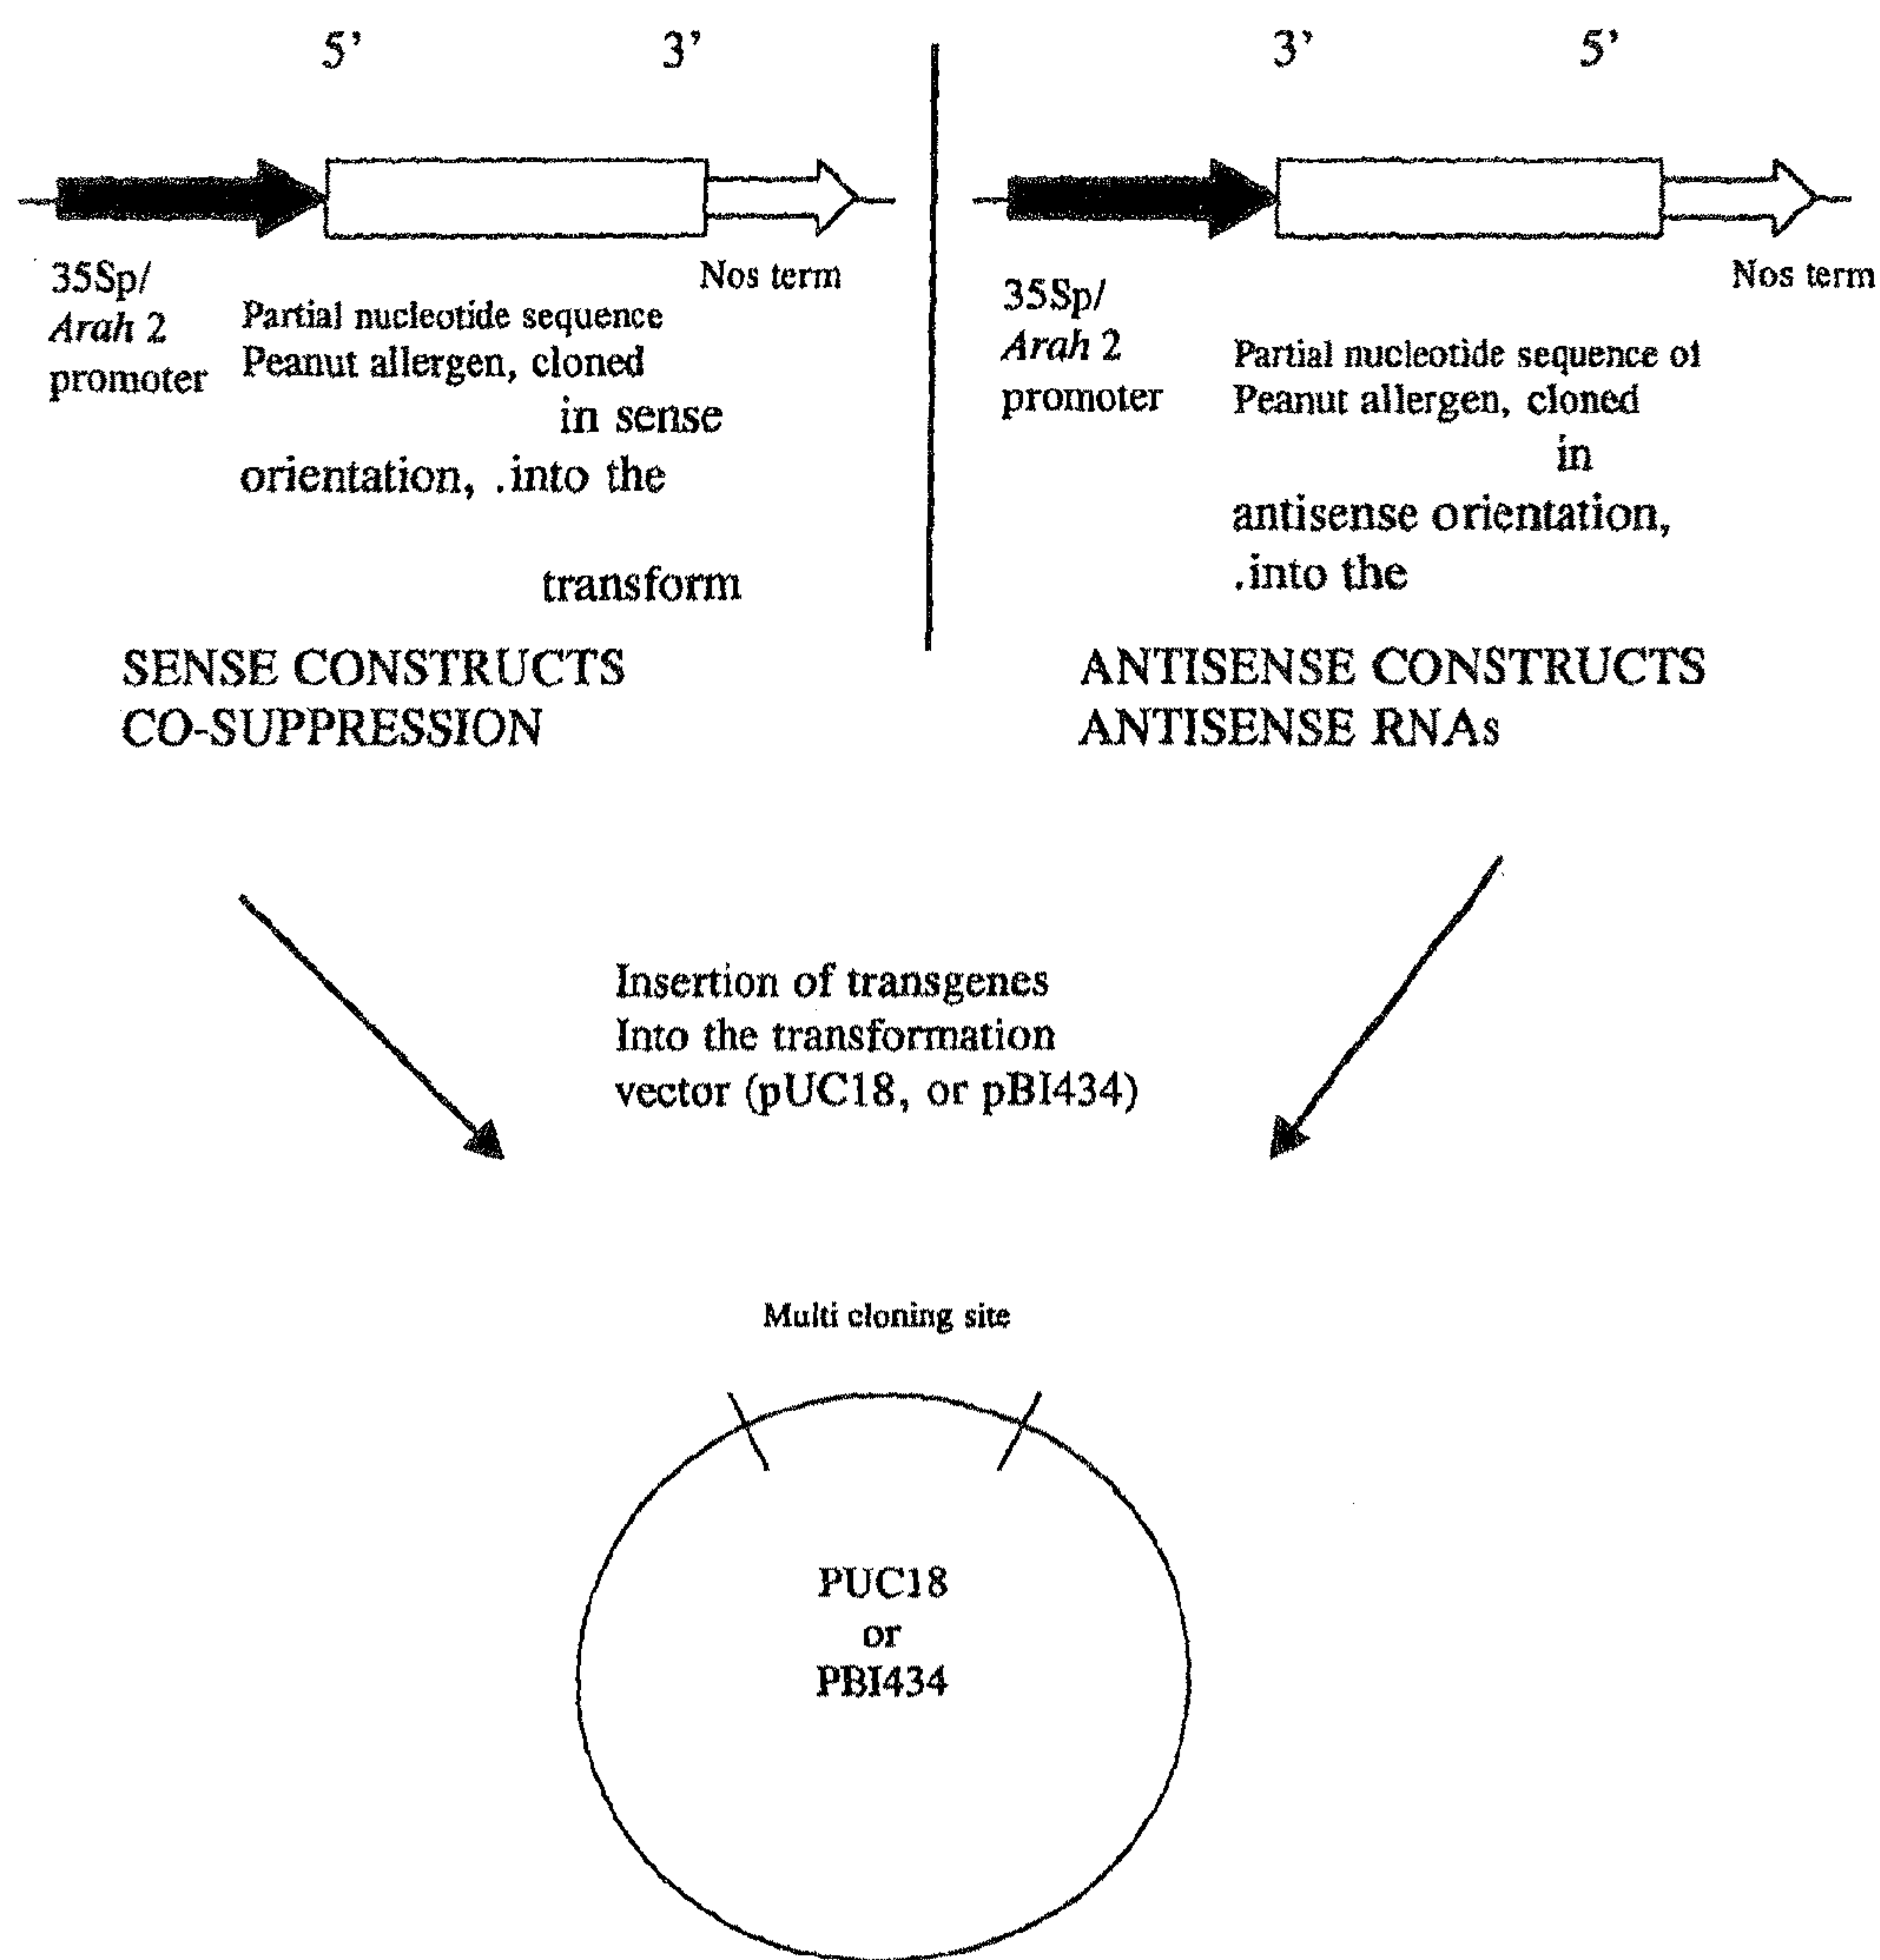 5’ 3’
35Sp/
Arah 2
promoter
Partial nucleotide sequence
Peanut allergen, cloned
in sense
orientation, .into the
transform
Nos term
SENSE CONSTRUCTS
CO-SUPPRESSION
3’ 5’
35Sp/
Arah 2
promoter
Partial nucleotide sequence of
Peanut allergen, cloned
in
antisense orientation,
.into the
Nos term
ANTISENSE CONSTRUCTS
ANTISENSE RNAs
Insertion of transgenes
Into the transformation
vector (pUC18, or pBI434)
Multi cloning site
PUC18
or
PBI434